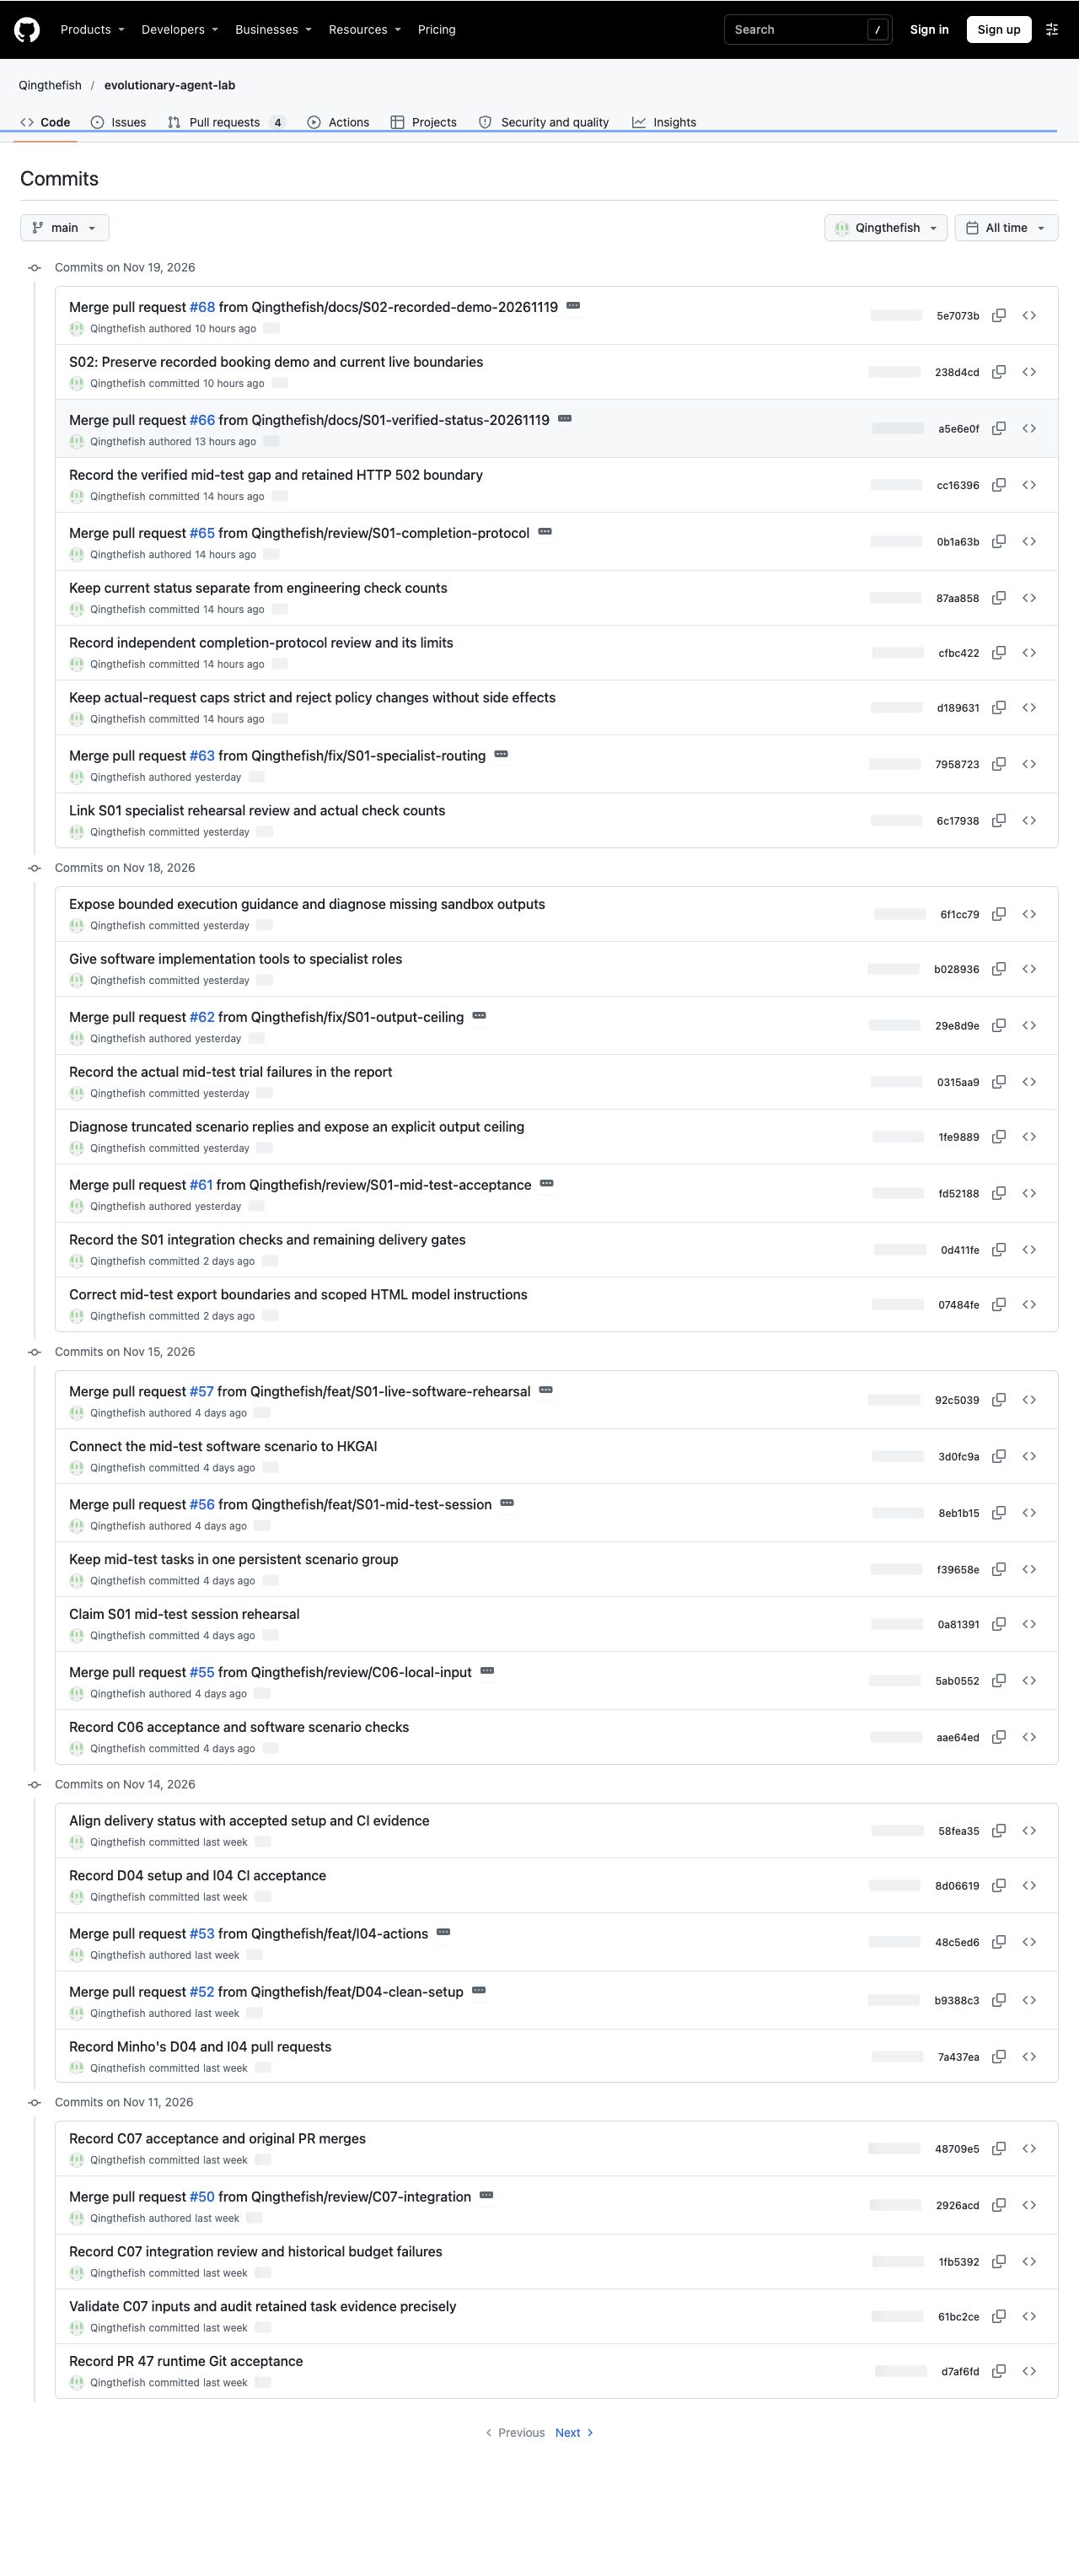 Products Developers Businesses Resources Pricing Search / Sign in Sign up
Qingthefish / evolutionary-agent-lab
Code Issues Pull requests 4 Actions Projects Security and quality Insights
Commits
main Qingthefish All time
Commits on Nov 19, 2026
Merge pull request #68 from Qingthefish/docs/S02-recorded-demo-20261119
Qingthefish authored 10 hours ago
5e7073b
S02: Preserve recorded booking demo and current live boundaries
Qingthefish committed 10 hours ago
238d4cd
Merge pull request #66 from Qingthefish/docs/S01-verified-status-20261119
Qingthefish authored 13 hours ago
a5e6e0f
Record the verified mid-test gap and retained HTTP 502 boundary
Qingthefish committed 14 hours ago
cc16396
Merge pull request #65 from Qingthefish/review/S01-completion-protocol
Qingthefish authored 14 hours ago
0b1a63b
Keep current status separate from engineering check counts
Qingthefish committed 14 hours ago
87aa858
Record independent completion-protocol review and its limits
Qingthefish committed 14 hours ago
cfbc422
Keep actual-request caps strict and reject policy changes without side effects
Qingthefish committed 14 hours ago
d189631
Merge pull request #63 from Qingthefish/fix/S01-specialist-routing
Qingthefish authored yesterday
7958723
Link S01 specialist rehearsal review and actual check counts
Qingthefish committed yesterday
6c17938
Commits on Nov 18, 2026
Expose bounded execution guidance and diagnose missing sandbox outputs
Qingthefish committed yesterday
6f1cc79
Give software implementation tools to specialist roles
Qingthefish committed yesterday
b028936
Merge pull request #62 from Qingthefish/fix/S01-output-ceiling
Qingthefish authored yesterday
29e8d9e
Record the actual mid-test trial failures in the report
Qingthefish committed yesterday
0315aa9
Diagnose truncated scenario replies and expose an explicit output ceiling
Qingthefish committed yesterday
1fe9889
Merge pull request #61 from Qingthefish/review/S01-mid-test-acceptance
Qingthefish authored yesterday
fd52188
Record the S01 integration checks and remaining delivery gates
Qingthefish committed 2 days ago
0d411fe
Correct mid-test export boundaries and scoped HTML model instructions
Qingthefish committed 2 days ago
07484fe
Commits on Nov 15, 2026
Merge pull request #57 from Qingthefish/feat/S01-live-software-rehearsal
Qingthefish authored 4 days ago
92c5039
Connect the mid-test software scenario to HKGAI
Qingthefish committed 4 days ago
3d0fc9a
Merge pull request #56 from Qingthefish/feat/S01-mid-test-session
Qingthefish authored 4 days ago
8eb1b15
Keep mid-test tasks in one persistent scenario group
Qingthefish committed 4 days ago
f39658e
Claim S01 mid-test session rehearsal
Qingthefish committed 4 days ago
0a81391
Merge pull request #55 from Qingthefish/review/C06-local-input
Qingthefish authored 4 days ago
5ab0552
Record C06 acceptance and software scenario checks
Qingthefish committed 4 days ago
aae64ed
Commits on Nov 14, 2026
Align delivery status with accepted setup and CI evidence
Qingthefish committed last week
58fea35
Record D04 setup and I04 CI acceptance
Qingthefish committed last week
8d06619
Merge pull request #53 from Qingthefish/feat/I04-actions
Qingthefish authored last week
48c5ed6
Merge pull request #52 from Qingthefish/feat/D04-clean-setup
Qingthefish authored last week
b9388c3
Record Minho's D04 and I04 pull requests
Qingthefish committed last week
7a437ea
Commits on Nov 11, 2026
Record C07 acceptance and original PR merges
Qingthefish committed last week
48709e5
Merge pull request #50 from Qingthefish/review/C07-integration
Qingthefish authored last week
2926acd
Record C07 integration review and historical budget failures
Qingthefish committed last week
1fb5392
Validate C07 inputs and audit retained task evidence precisely
Qingthefish committed last week
61bc2ce
Record PR 47 runtime Git acceptance
Qingthefish committed last week
d7af6fd
Previous Next